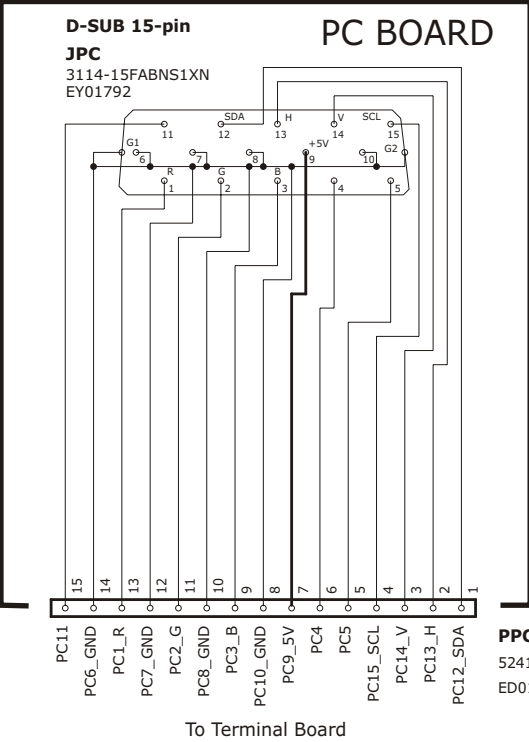 D-SUB 15-pin
PC BOARD
JPC
3114-15FABNS1XN
EY01792
SDA H V SCL
11 12 13 14 15
G1 +5V G2
6 7 8 9 10
R G B
1 2 3 4 5
15 14 13 12 11 10 9 8 7 6 5 4 3 2 1
PC11
PC6_GND
PC1_R
PC7_GND
PC2_G
PC8_GND
PC3_B
PC10_GND
PC9_5V
PC4
PC5
PC15_SCL
PC14_V
PC13_H
PC12_SDA
PPC
5241
ED01
To Terminal Board